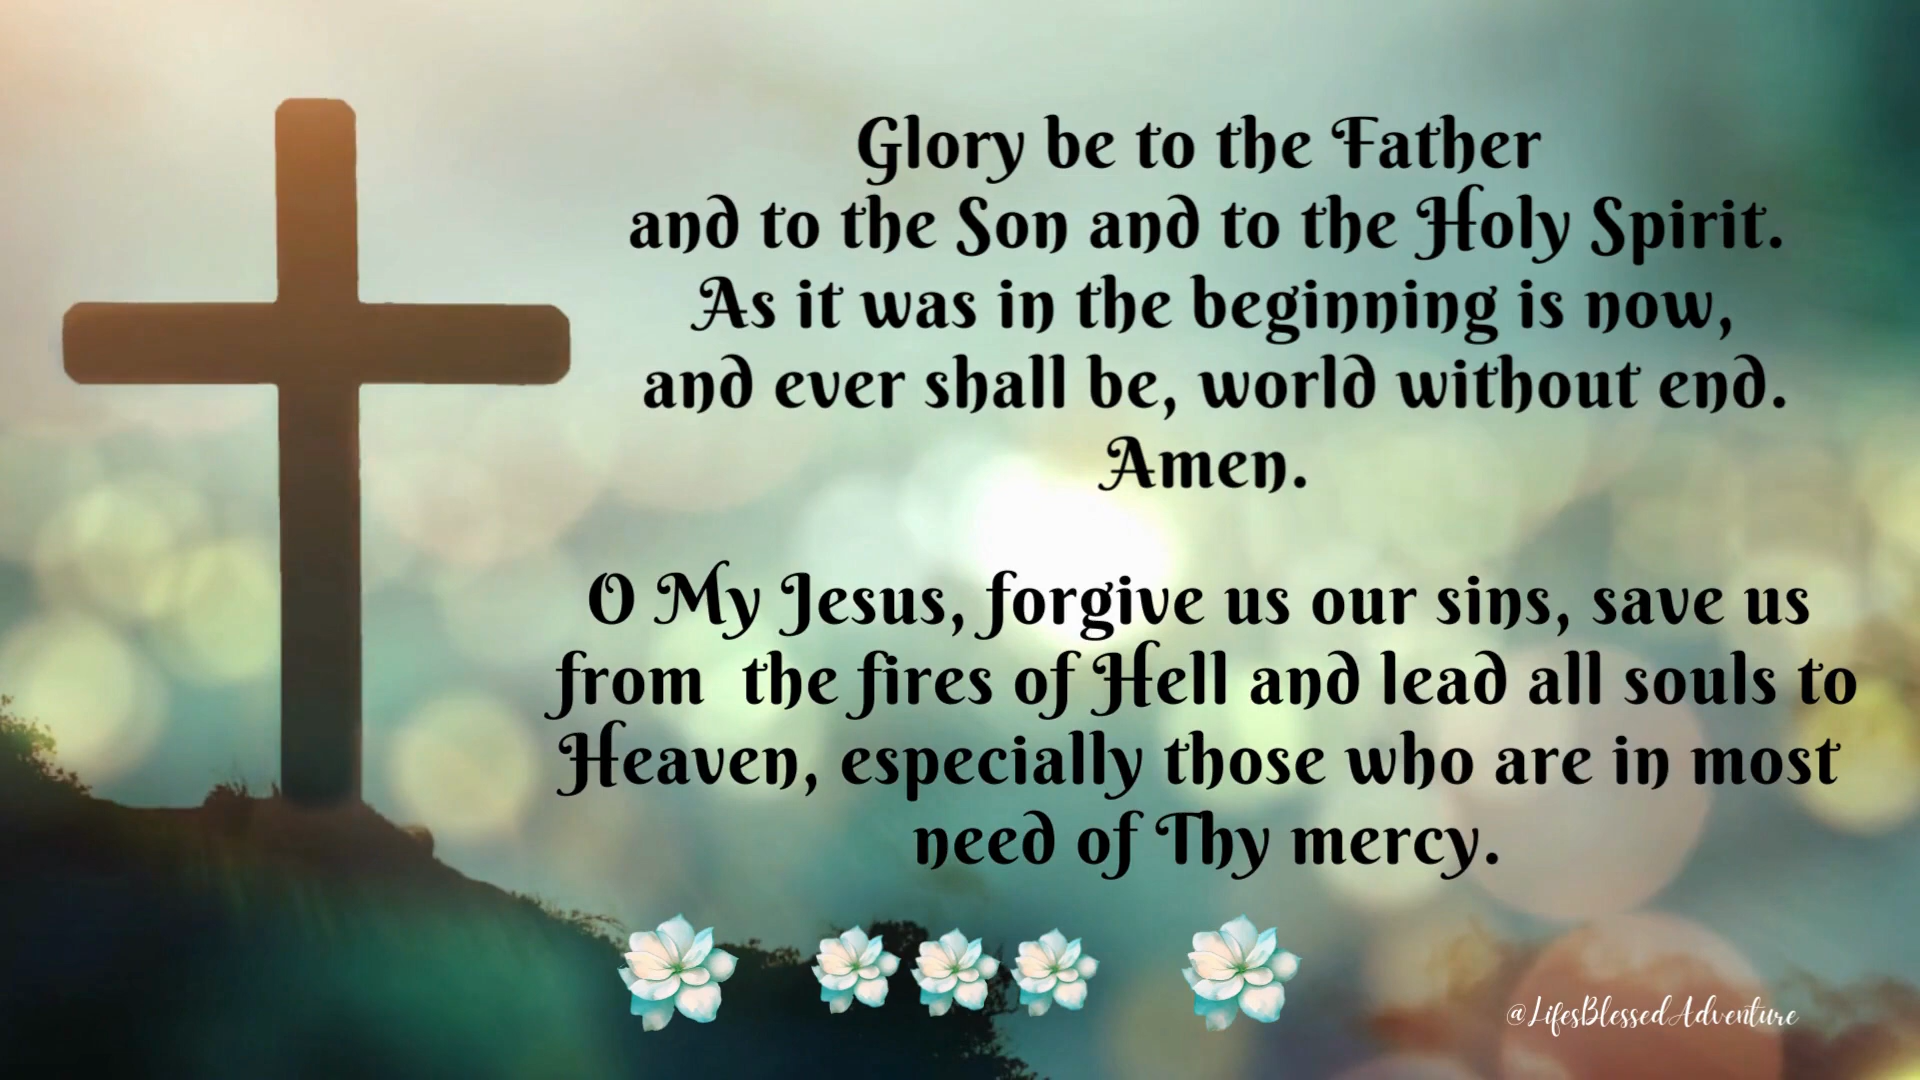 Glory be to the Father
and to the Son and to the Holy Spirit.
As it was in the beginning is now,
and ever shall be, world without end.
Amen.
O My Jesus, forgive us our sins, save us
from the fires of Hell and lead all souls to
Heaven, especially those who are in most
need of Thy mercy.
@LifesBlessedAdventure